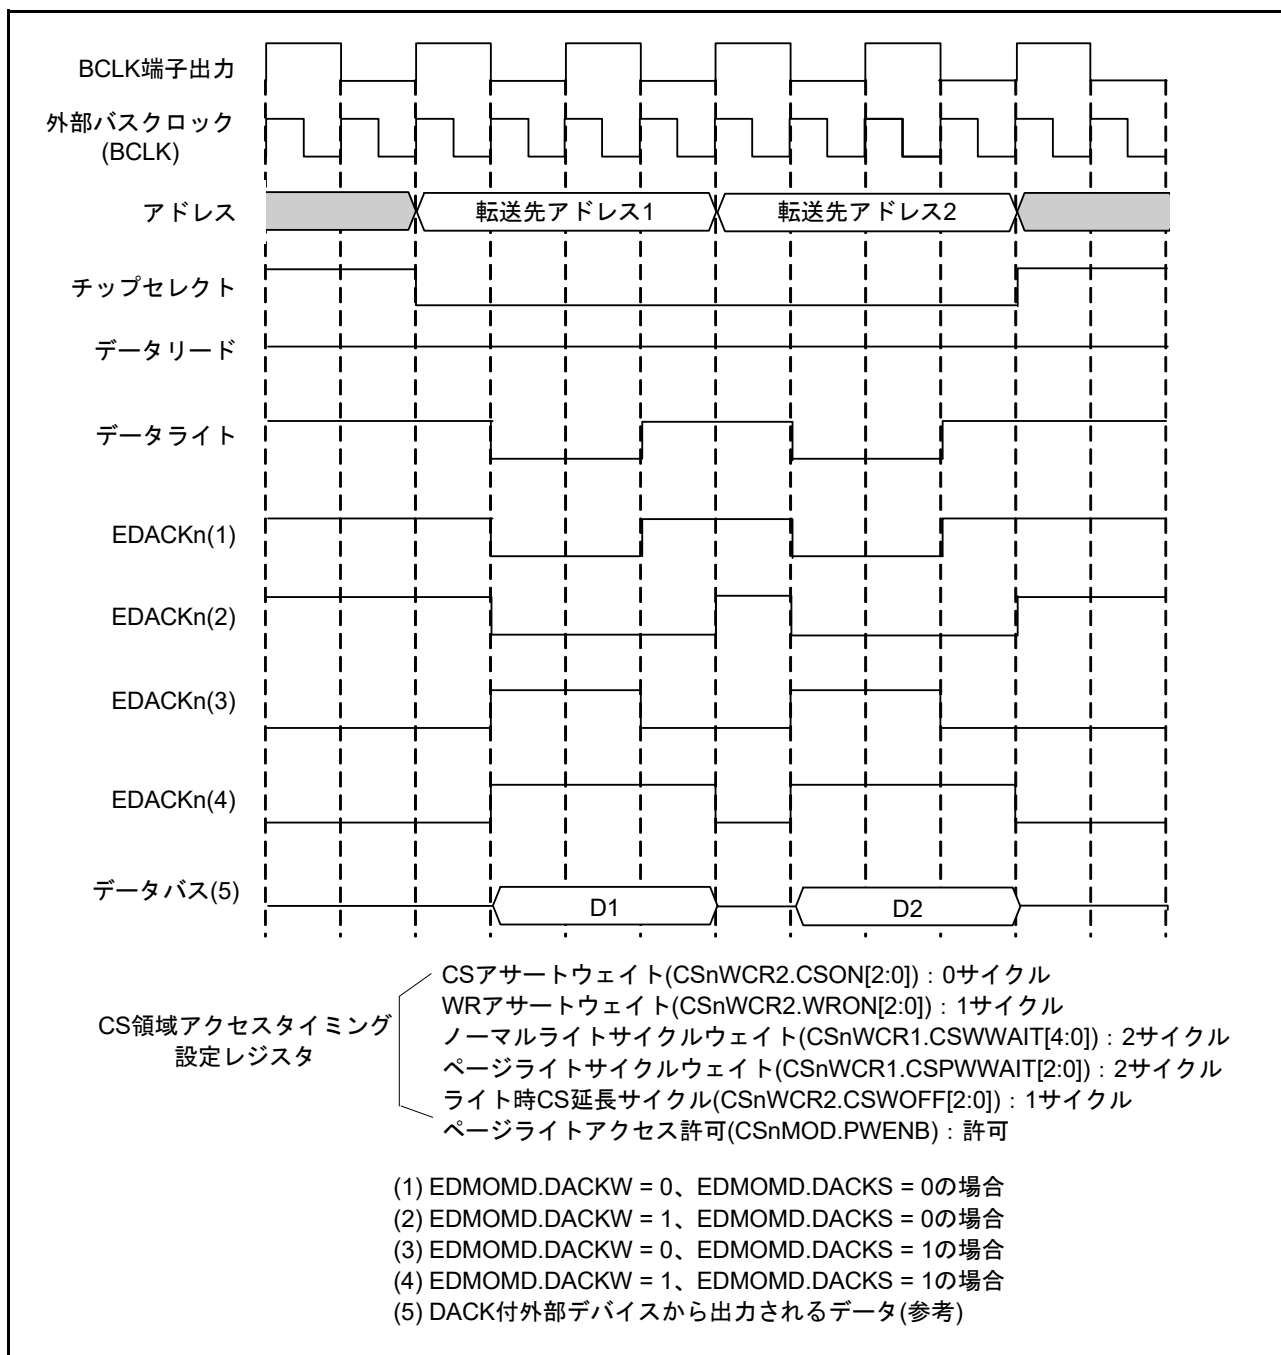 BCLK端子出力
外部バスクロック
(BCLK)
アドレス
転送先アドレス1
転送先アドレス2
チップセレクト
データリード
データライト
EDACKn(1)
EDACKn(2)
EDACKn(3)
EDACKn(4)
データバス(5)
D1
D2
CS領域アクセスタイミング
設定レジスタ
CSアサートウェイト(CSnWCR2.CSON[2:0])：0サイクル
WRアサートウェイト(CSnWCR2.WRON[2:0])：1サイクル
ノーマルライトサイクルウェイト(CSnWCR1.CSWWAIT[4:0])：2サイクル
ページライトサイクルウェイト(CSnWCR1.CSPWWAIT[2:0])：2サイクル
ライト時CS延長サイクル(CSnWCR2.CSWOFF[2:0])：1サイクル
ページライトアクセス許可(CSnMOD.PWENB)：許可
(1) EDMOMD.DACKW = 0、EDMOMD.DACKS = 0の場合
(2) EDMOMD.DACKW = 1、EDMOMD.DACKS = 0の場合
(3) EDMOMD.DACKW = 0、EDMOMD.DACKS = 1の場合
(4) EDMOMD.DACKW = 1、EDMOMD.DACKS = 1の場合
(5) DACK付外部デバイスから出力されるデータ(参考)